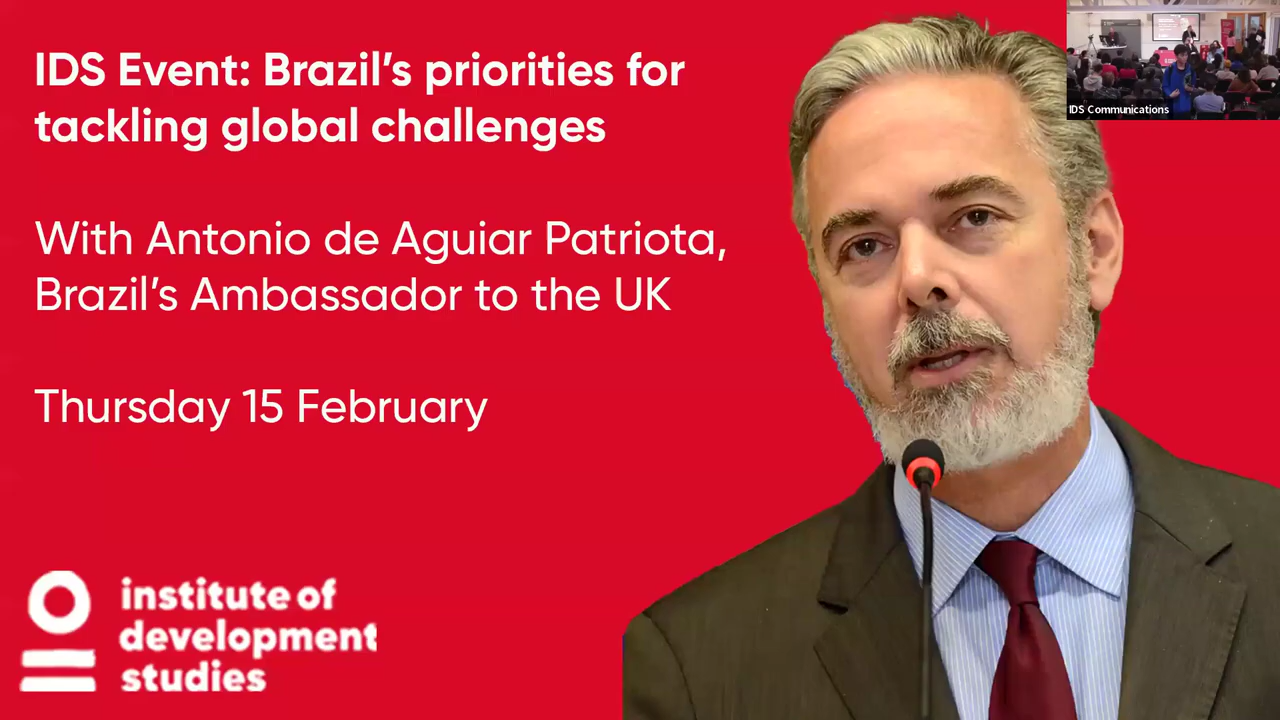 IDS Event: Brazil’s priorities for
tackling global challenges
With Antonio de Aguiar Patriota,
Brazil’s Ambassador to the UK
Thursday 15 February
institute of
development
studies
IDS Communications